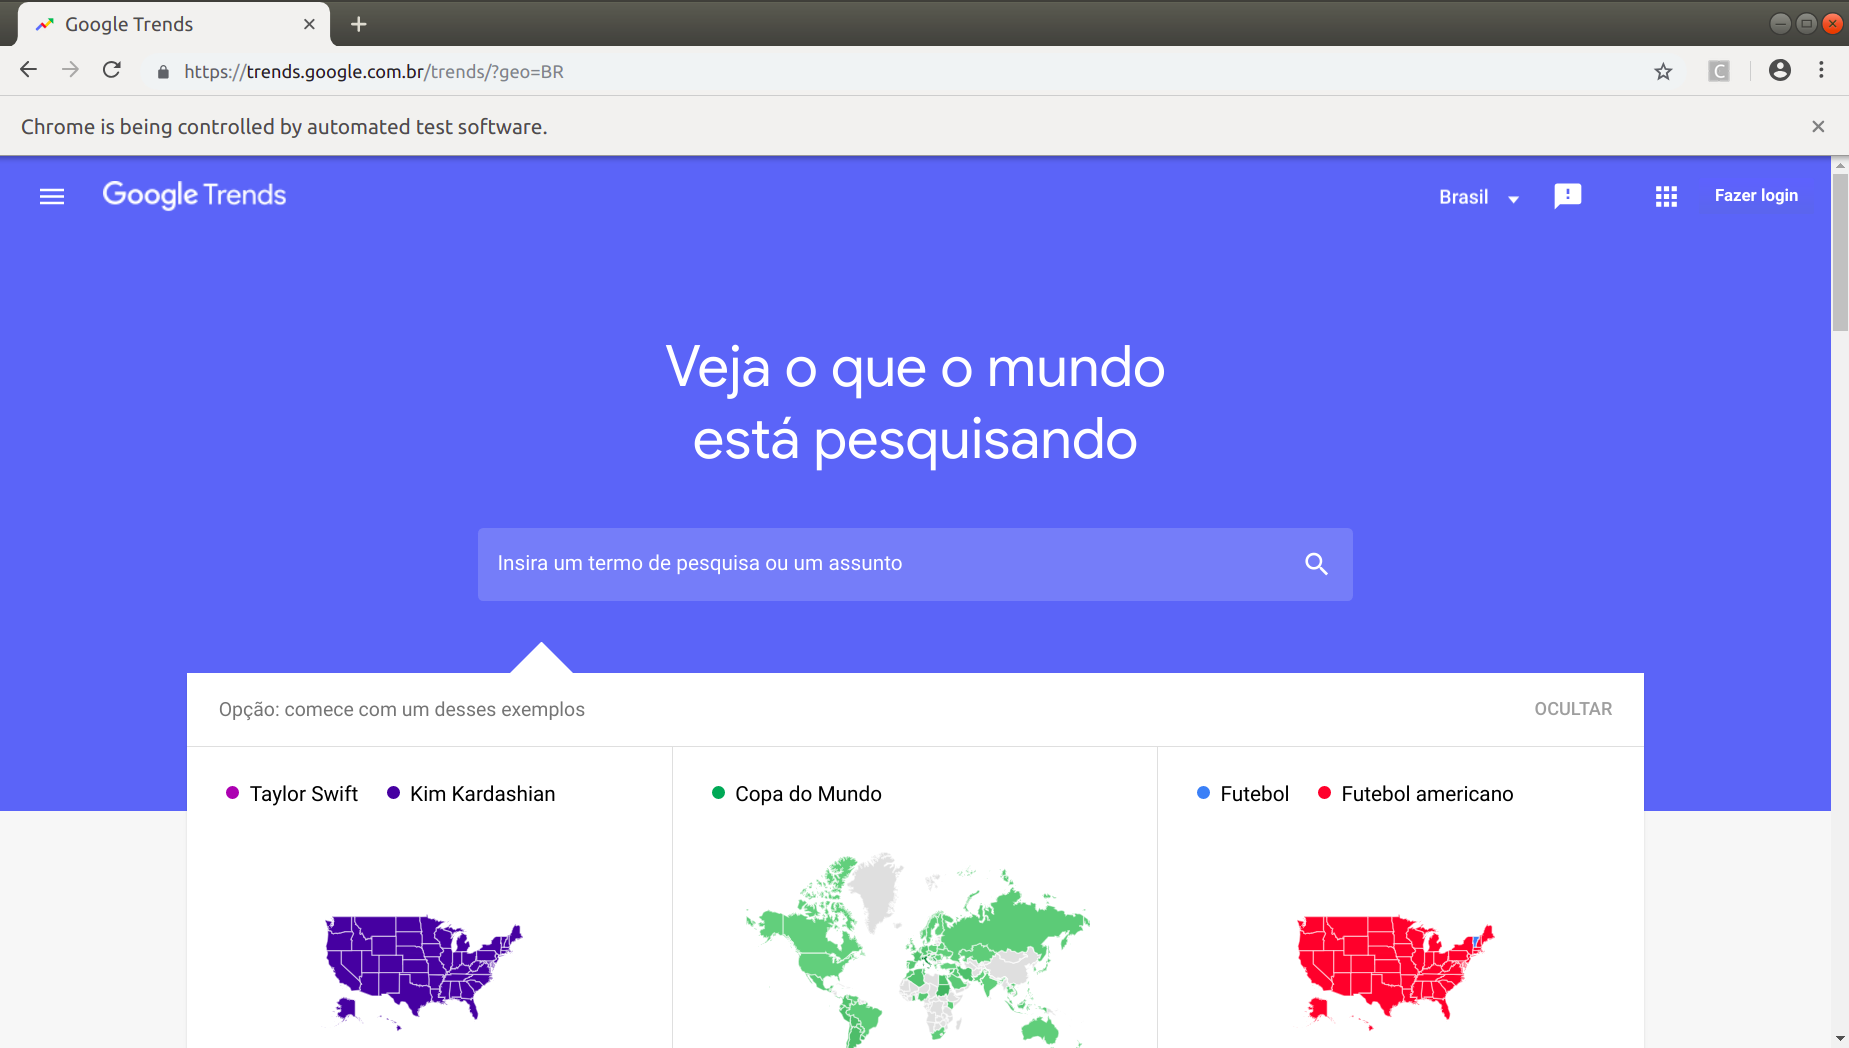 Google Trends
https://trends.google.com.br/trends/?geo=BR
C
Chrome is being controlled by automated test software.
Google Trends
Brasil
Fazer login
Veja o que o mundo
está pesquisando
Insira um termo de pesquisa ou um assunto
Opção: comece com um desses exemplos
OCULTAR
Taylor Swift Kim Kardashian
Copa do Mundo
Futebol Futebol americano